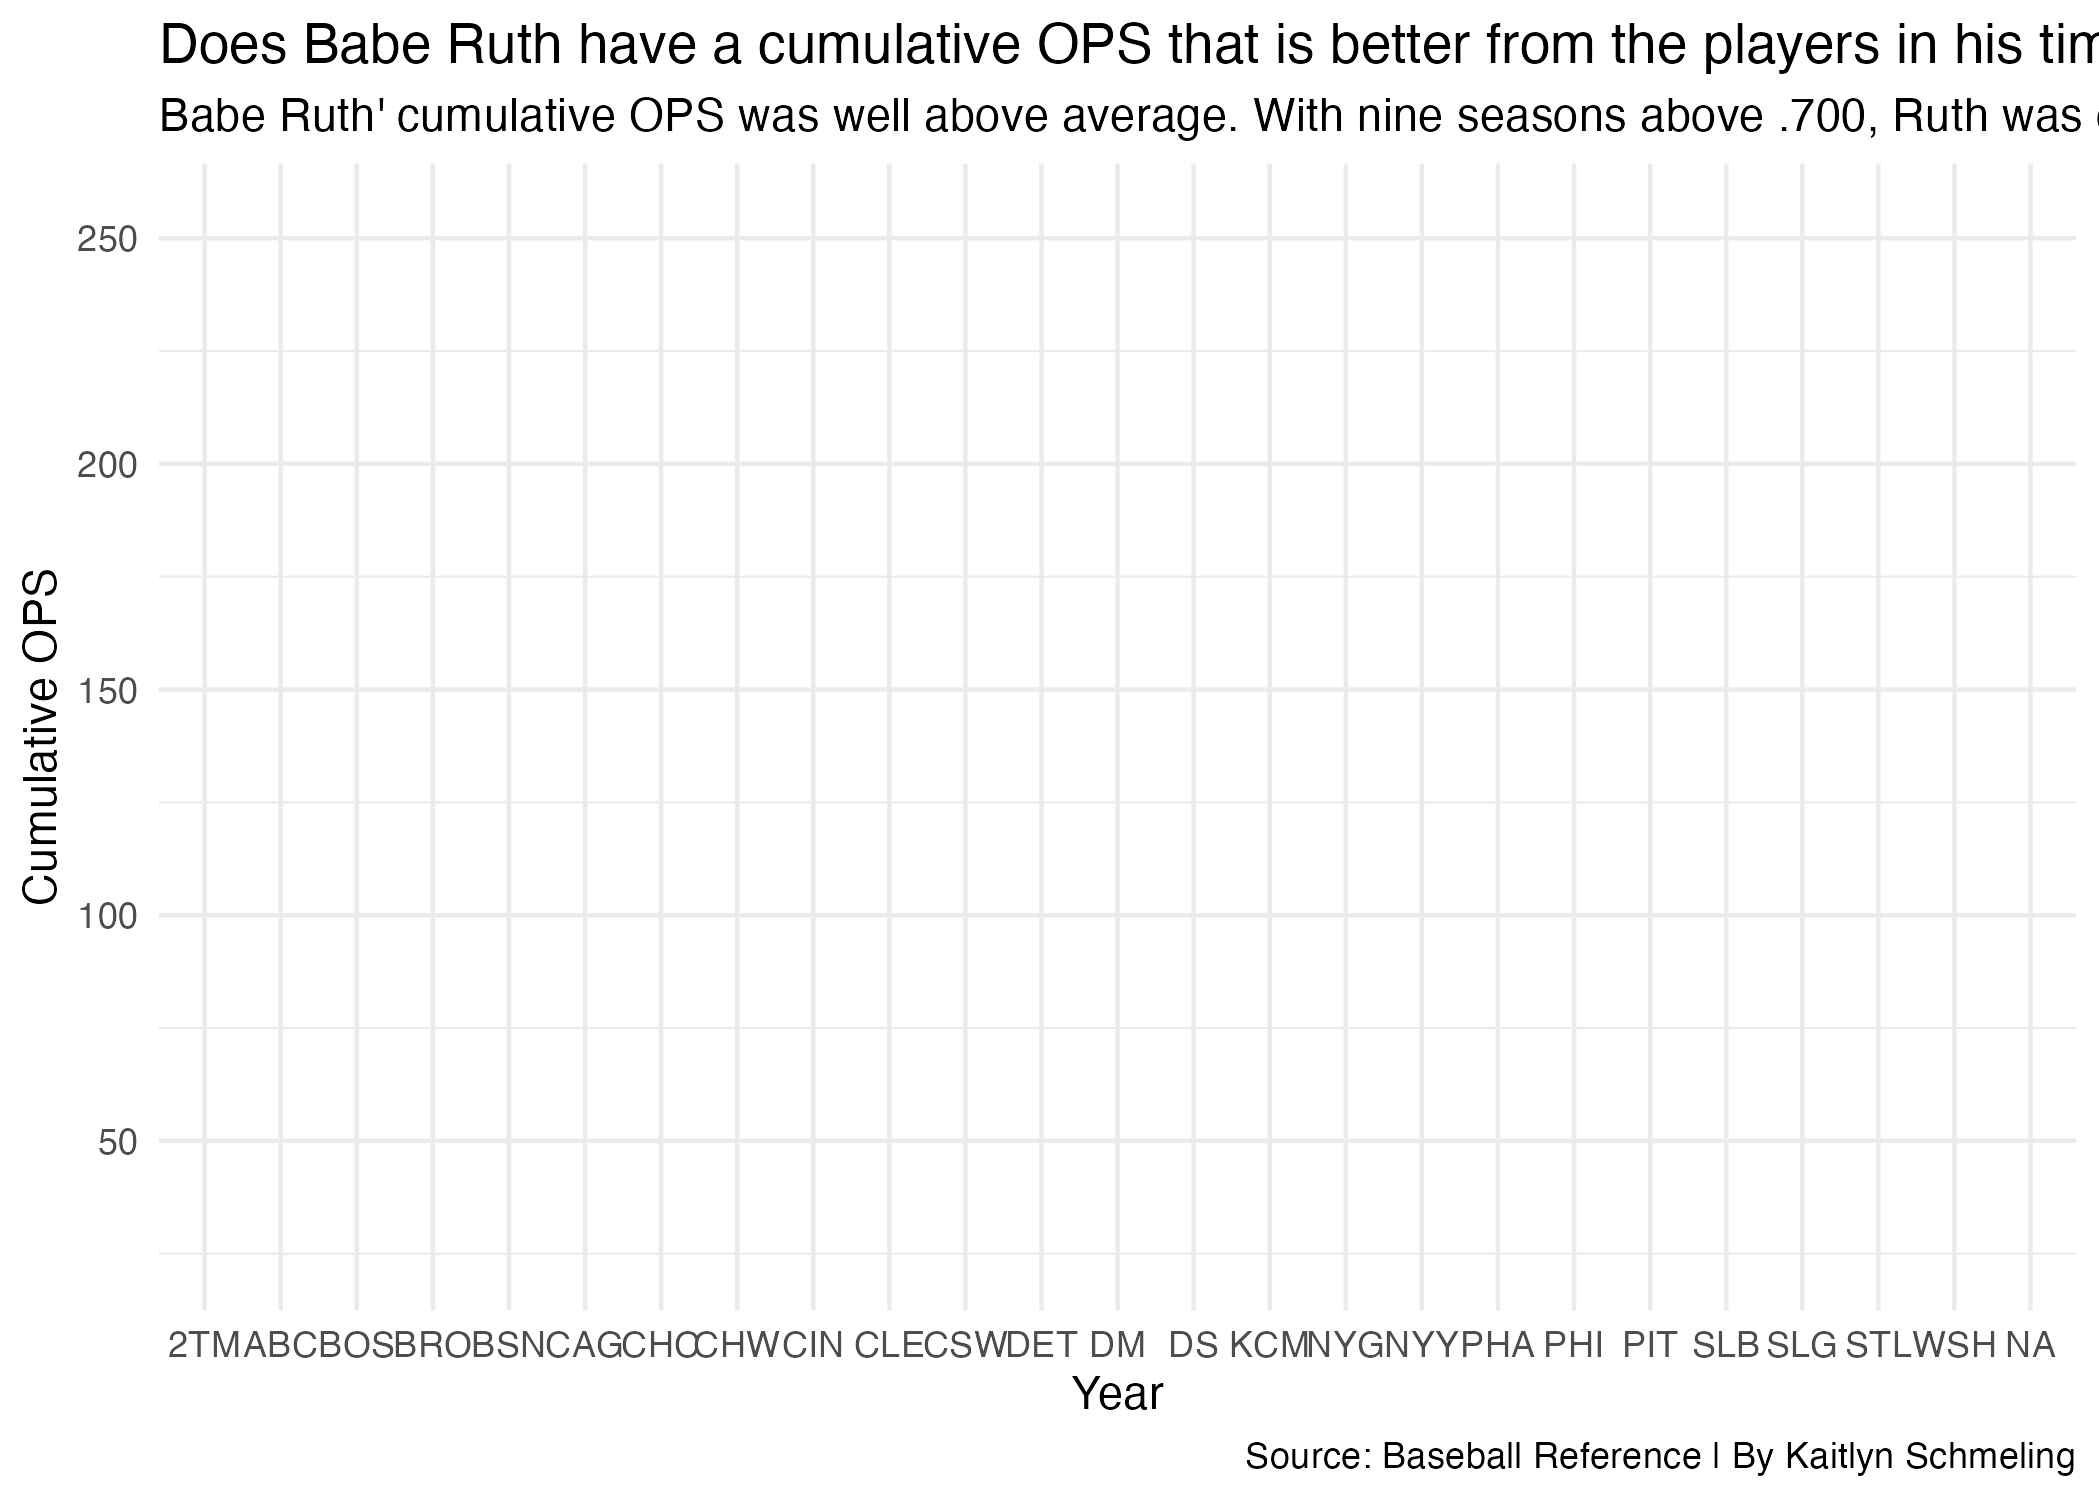 Does Babe Ruth have a cumulative OPS that is better from the players in his tim
Babe Ruth' cumulative OPS was well above average. With nine seasons above .700, Ruth was
250
200
150
100
50
Cumulative OPS
2TM ABC BOS BRO BSN CAG CHC CHW CIN CLE CSW DET DM DS KCM NYG NYY PHA PHI PIT SLB SLG STL WSH NA
Year
Source: Baseball Reference | By Kaitlyn Schmeling